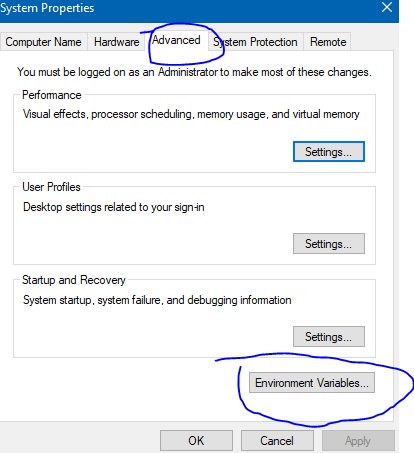 System Properties
Computer Name Hardware Advanced System Protection Remote
You must be logged on as an Administrator to make most of these changes.
Performance
Visual effects, processor scheduling, memory usage, and virtual memory
Settings...
User Profiles
Desktop settings related to your sign-in
Settings...
Startup and Recovery
System startup, system failure, and debugging information
Settings...
Environment Variables...
OK Cancel Apply